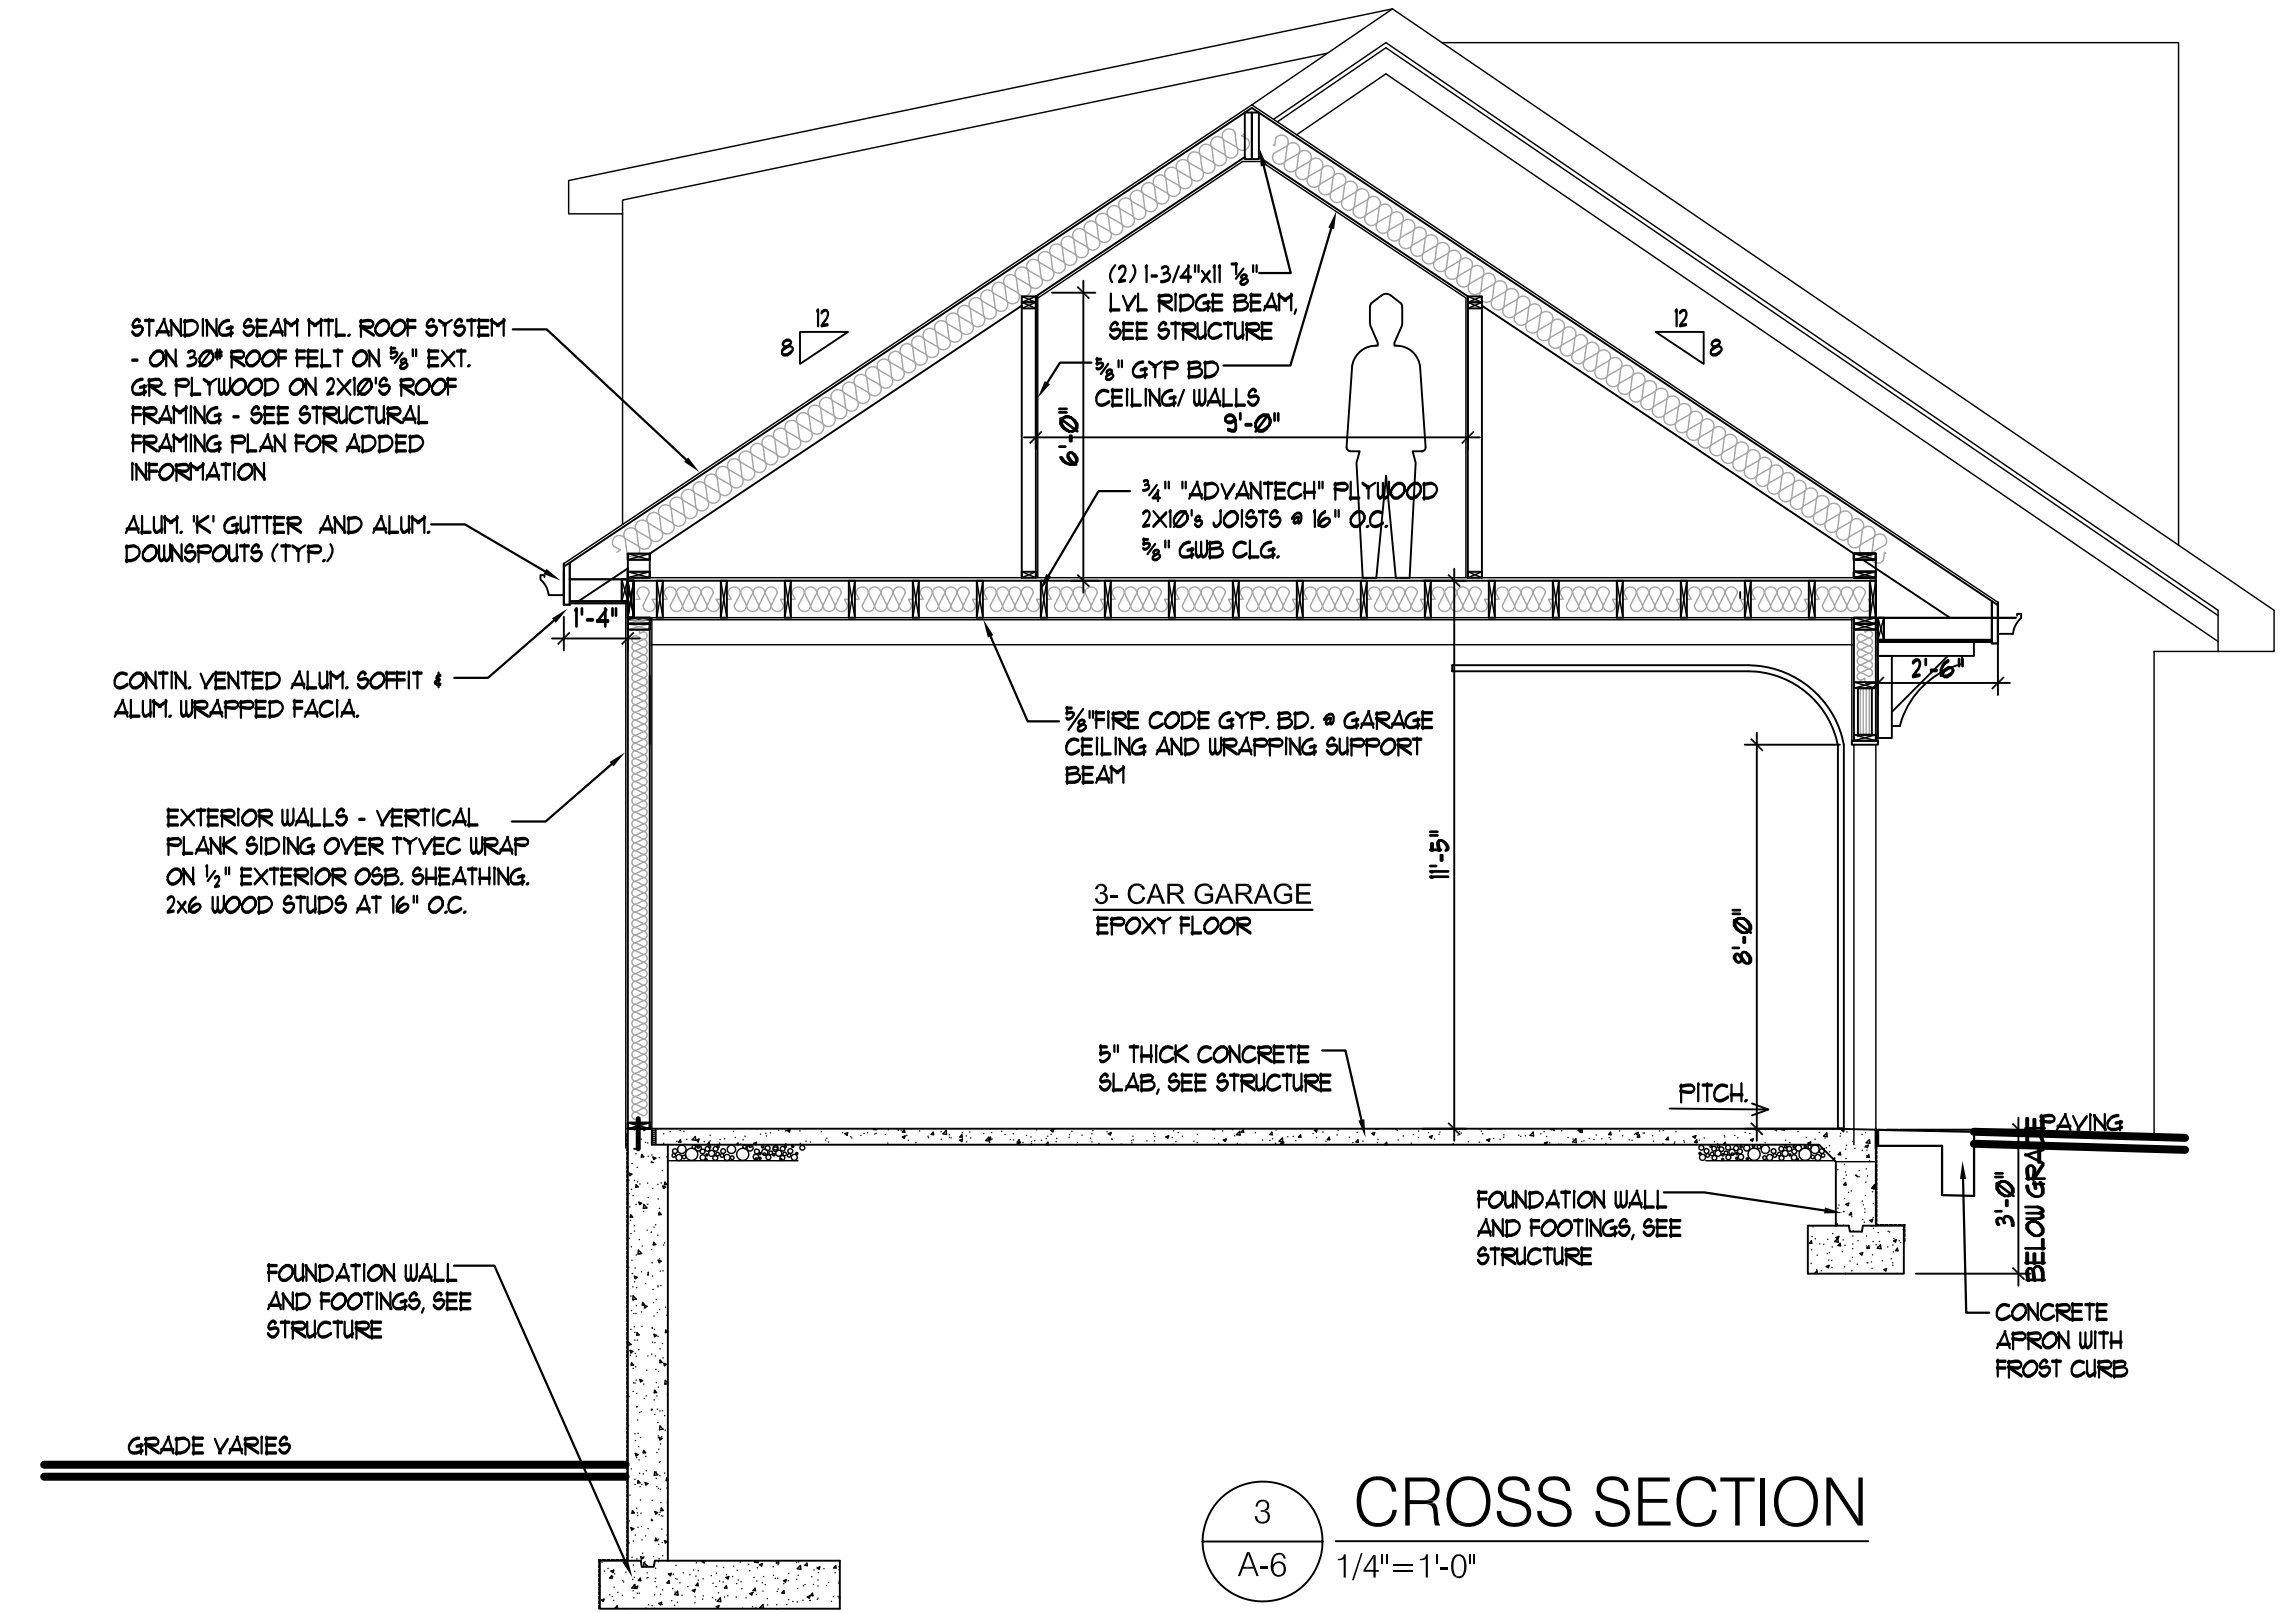 STANDING SEAM MTL. ROOF SYSTEM
- ON 30# ROOF FELT ON 5/8" EXT.
GR. PLYWOOD ON 2X10'S ROOF
FRAMING - SEE STRUCTURAL
FRAMING PLAN FOR ADDED
INFORMATION
ALUM. 'K' GUTTER AND ALUM.
DOWNSPOUTS (TYP.)
CONTIN. VENTED ALUM. SOFFIT &
ALUM. WRAPPED FACIA.
EXTERIOR WALLS - VERTICAL
PLANK SIDING OVER TYVEC WRAP
ON 1/2" EXTERIOR OSB. SHEATHING.
2x6 WOOD STUDS AT 16" O.C.
12
8
(2) 1-3/4"x11 7/8"
LVL RIDGE BEAM,
SEE STRUCTURE
5/8" GYP BD
CEILING/ WALLS
9'-0"
6'-0"
3/4" "ADVANTECH" PLYWOOD
2X10's JOISTS @ 16" O.C.
5/8" GWB CLG.
12
8
1'-4"
2'-6"
5/8"FIRE CODE GYP. BD. @ GARAGE
CEILING AND WRAPPING SUPPORT
BEAM
11'-5"
3- CAR GARAGE
EPOXY FLOOR
8'-0"
5" THICK CONCRETE
SLAB, SEE STRUCTURE
PITCH.
PAVING
3'-0"
BELOW GRADE
FOUNDATION WALL
AND FOOTINGS, SEE
STRUCTURE
FOUNDATION WALL
AND FOOTINGS, SEE
STRUCTURE
CONCRETE
APRON WITH
FROST CURB
GRADE VARIES
3
A-6
CROSS SECTION
1/4"=1'-0"